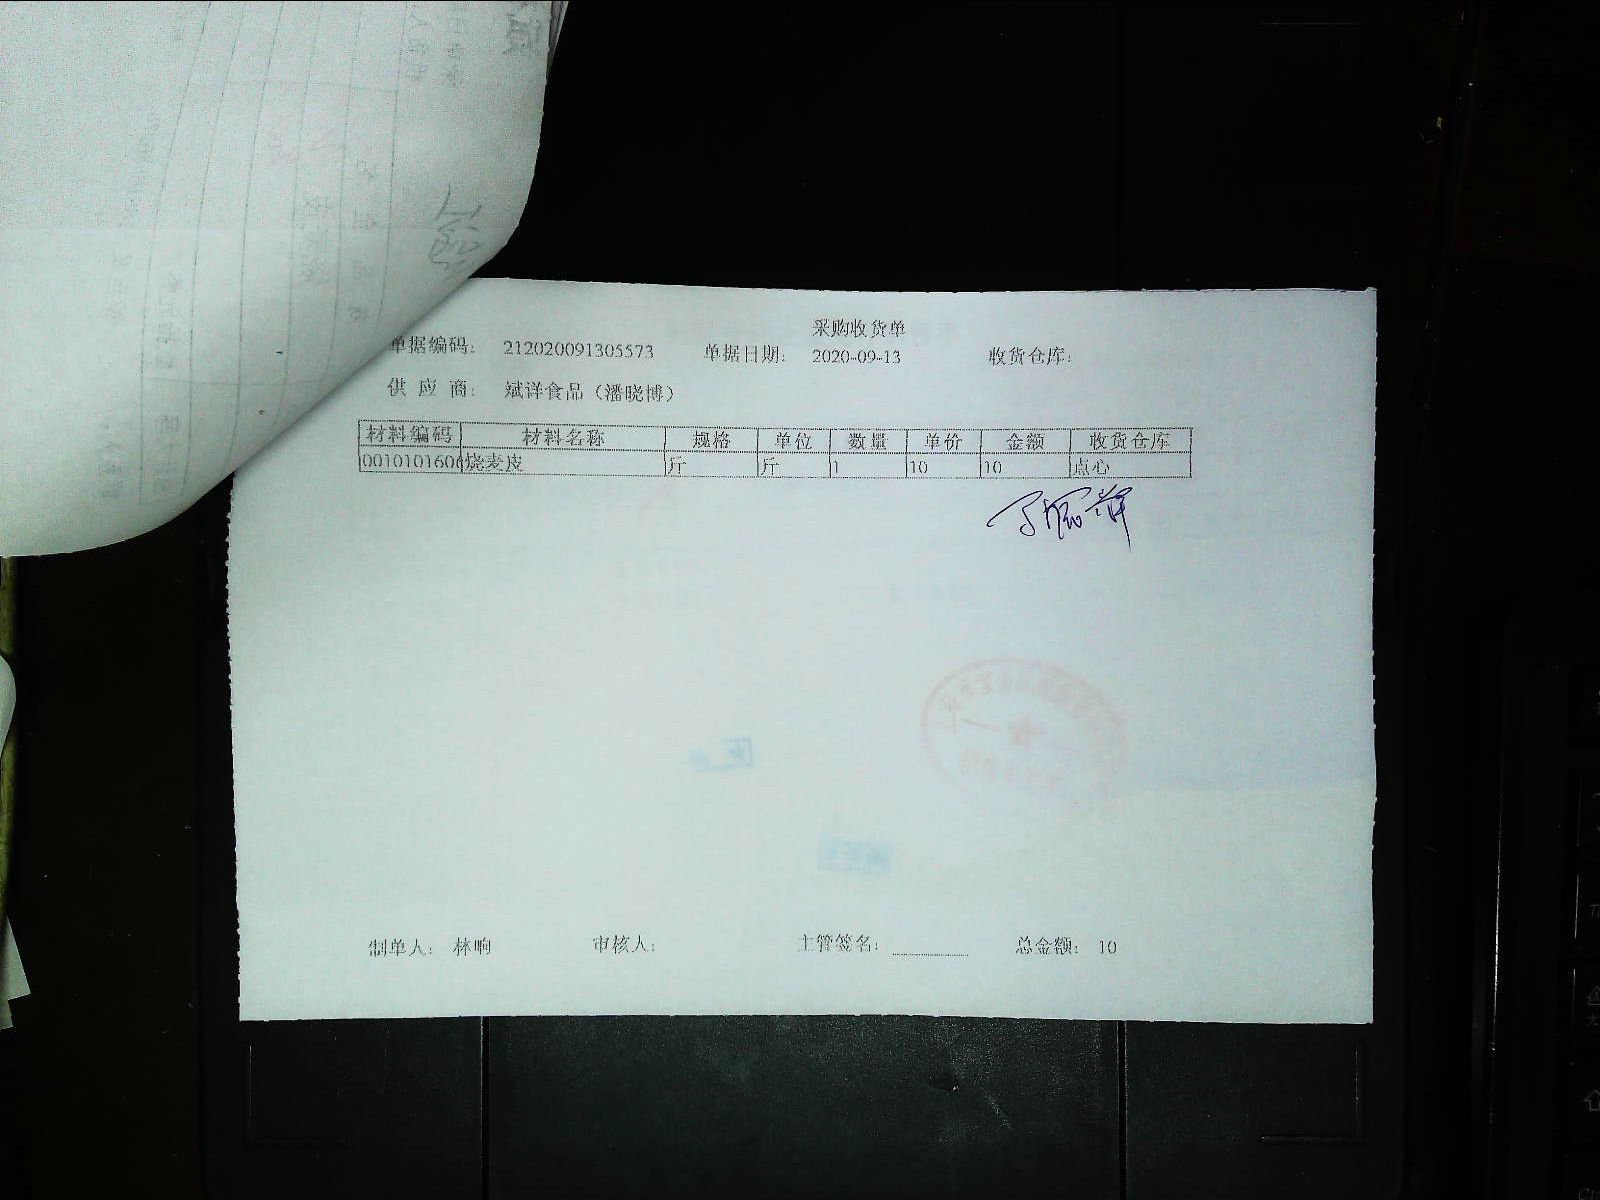 采购收货单
单据编码: 212020091305573 单据日期: 2020-09-13 收货仓库:
供应商: 斌详食品（潘晓博）
材料编码 材料名称 规格 单位 数量 单价 金额 收货仓库
0010101606 烧麦皮 斤 斤 1 10 10 点心
制单人: 林响 审核人: 主管签名: 总金额: 10